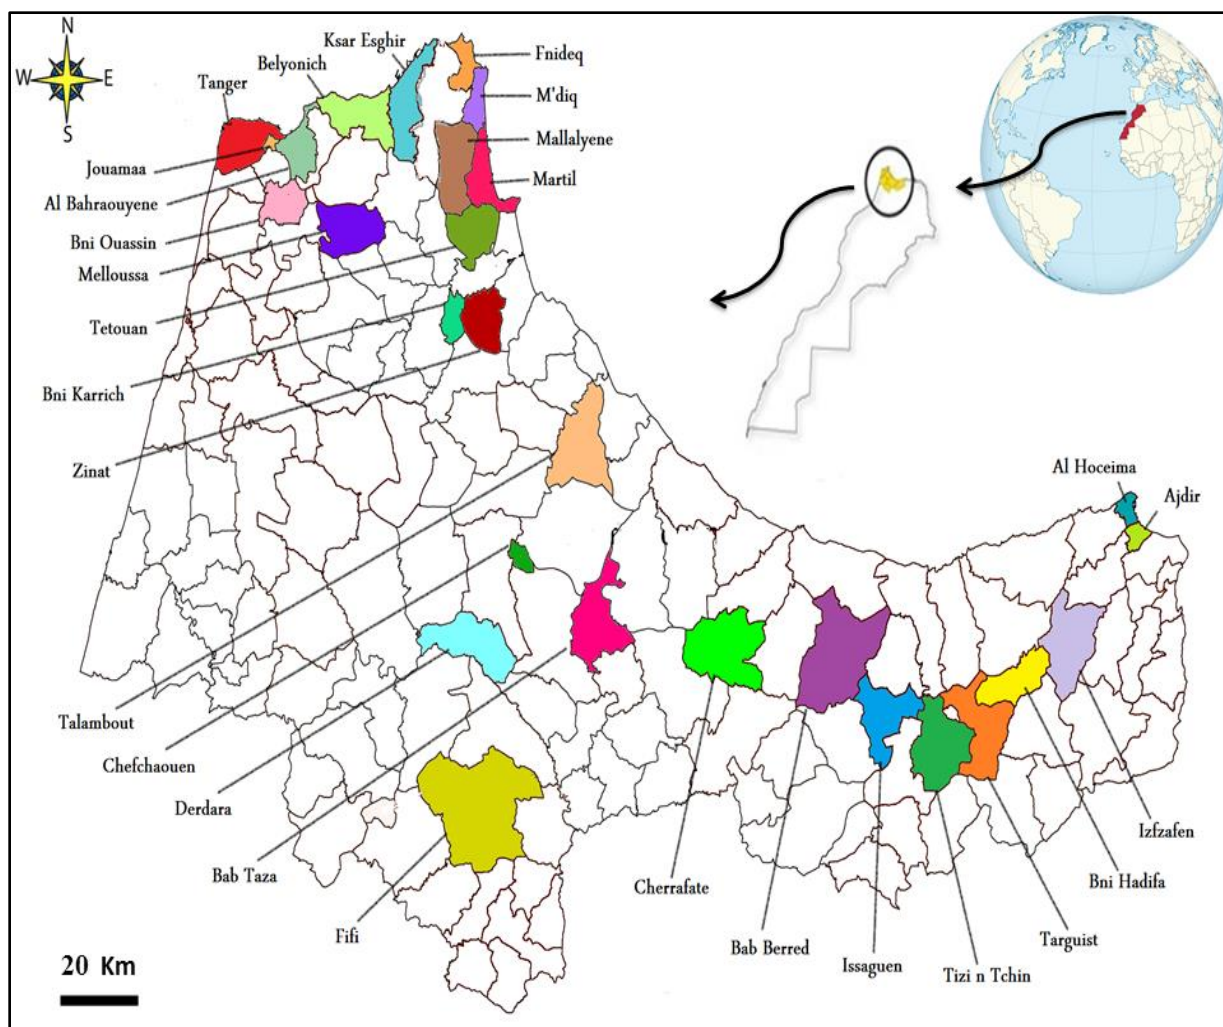 N
W E
S
Tanger
Belyonich
Ksar Esghir
Fnideq
M'diq
Mallalyene
Martil
Jouamaa
Al Bahraouyene
Bni Ouassin
Melloussa
Tetouan
Bni Karrich
Zinat
Al Hoceima
Ajdir
Talambout
Chefchaouen
Derdara
Bab Taza
Fifi
Cherrafate
Bab Berred
Issaguen
Tizi n Tchin
Targuist
Bni Hadifa
Izfzafen
20 Km